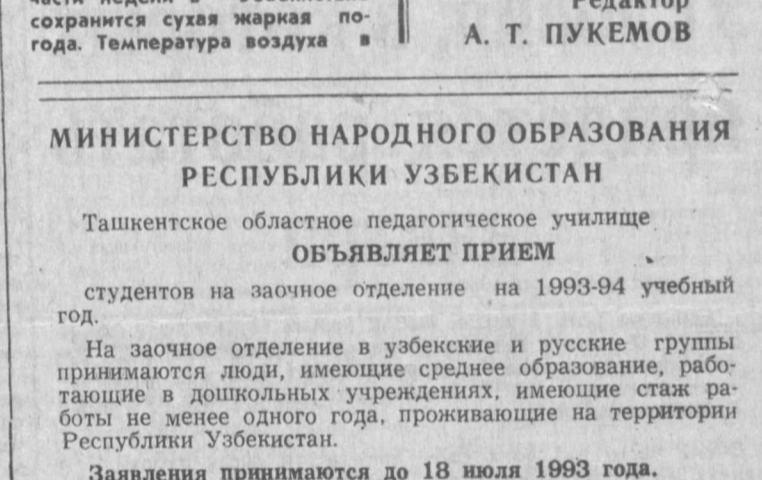 части недели в
сохранится сухая жаркая по-
года. Температура воздуха в
Редактор
А. Т. ПУКЕМОВ
МИНИСТЕРСТВО НАРОДНОГО ОБРАЗОВАНИЯ
РЕСПУБЛИКИ УЗБЕКИСТАН
Ташкентское областное педагогическое училище
ОБЪЯВЛЯЕТ ПРИЕМ
студентов на заочное отделение на 1993-94 учебный
год.
На заочное отделение в узбекские и русские группы
принимаются люди, имеющие среднее образование, рабо-
тающие в дошкольных учреждениях, имеющие стаж ра-
боты не менее одного года, проживающие на территории
Республики Узбекистан.
Заявления принимаются до 18 июля 1993 года.